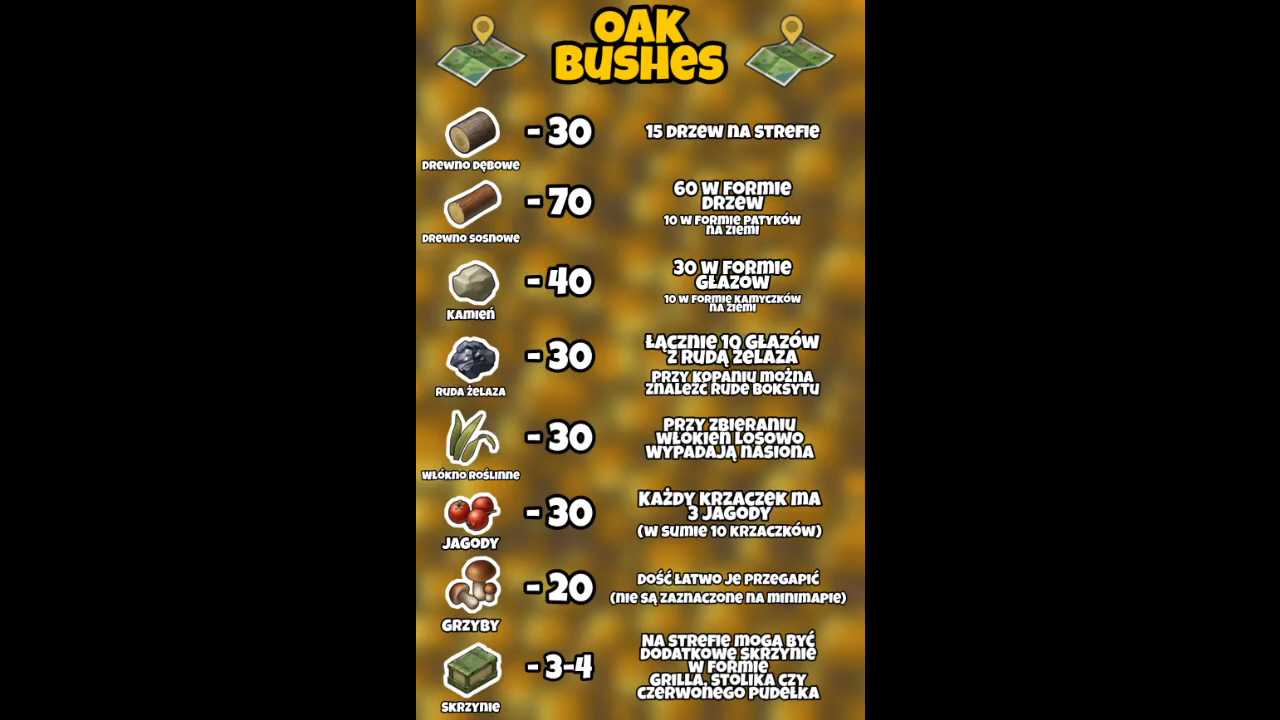 OAK
BUSHES
DREWNO DĘBOWE
- 30
15 DRZEW NA STREFIE
DREWNO SOSNOWE
- 70
60 W FORMIE
DRZEW
10 W FORMIE PATYKÓW
NA ZIEMI
KAMIEŃ
- 40
30 W FORMIE
GŁAZÓW
10 W FORMIE KAMYCZKÓW
NA ZIEMI
RUDA ŻELAZA
- 30
ŁĄCZNIE 10 GŁAZÓW
Z RUDĄ ŻELAZA
PRZY KOPANIU MOŻNA
ZNALEŹĆ RUDE BOKSYTU
WŁÓKNO ROŚLINNE
- 30
PRZY ZBIERANIU
WŁÓKIEN LOSOWO
WYPADAJĄ NASIONA
JAGODY
- 30
KAŻDY KRZACZEK MA
3 JAGODY
(W SUMIE 10 KRZACZKÓW)
GRZYBY
- 20
DOŚĆ ŁATWO JE PRZEGAPIĆ
(NIE SĄ ZAZNACZONE NA MINIMAPIE)
SKRZYNIE
- 3-4
NA STREFIE MOGĄ BYĆ
DODATKOWE SKRZYNIE
W FORMIE
GRILLA, STOLIKA CZY
CZERWONEGO PUDEŁKA